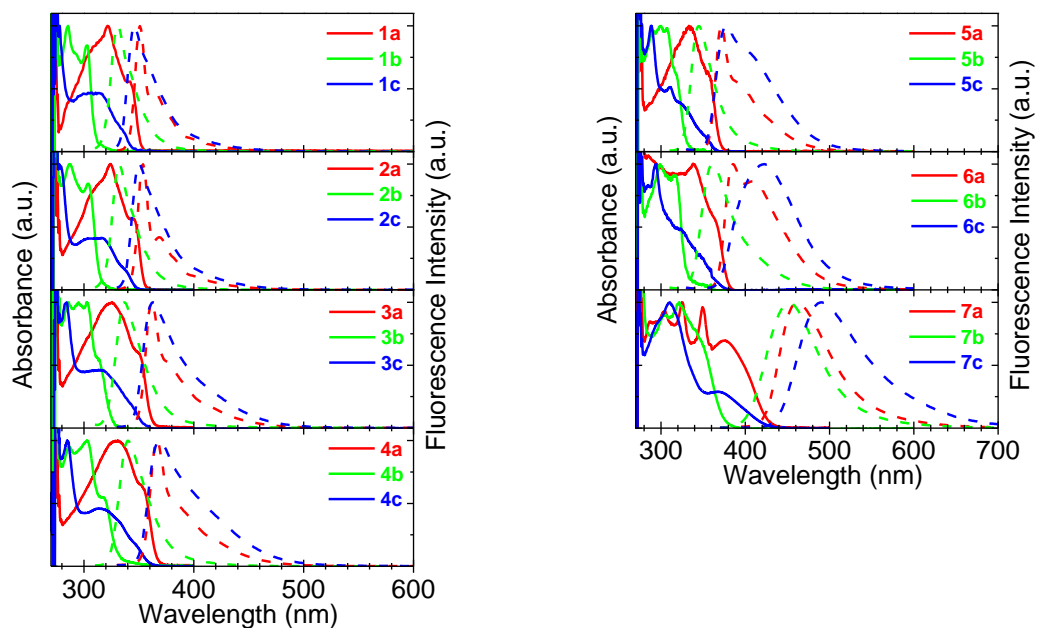 1a
1b
1c
2a
2b
2c
3a
3b
3c
4a
4b
4c
300 400 500 600
Wavelength (nm)
Absorbance (a.u.)
Fluorescence Intensity (a.u.)
5a
5b
5c
6a
6b
6c
7a
7b
7c
300 400 500 600 700
Wavelength (nm)
Absorbance (a.u.)
Fluorescence Intensity (a.u.)